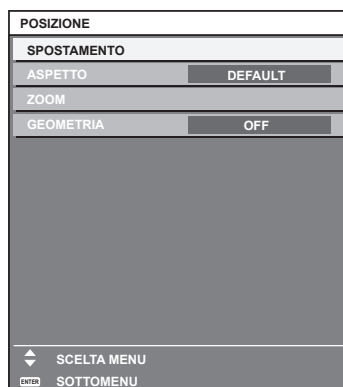 POSIZIONE
SPOSTAMENTO
ASPETTO DEFAULT
ZOOM
GEOMETRIA OFF
SCELTA MENU
ENTER SOTTOMENU